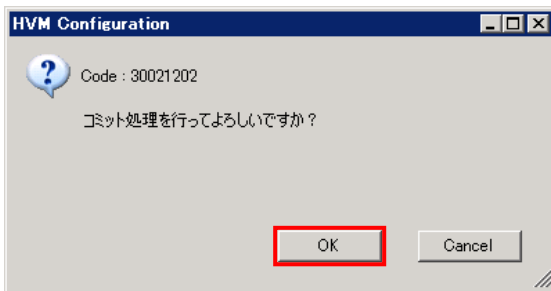 HVM Configuration
Code : 30021202
コミット処理を行ってよろしいですか？
OK
Cancel